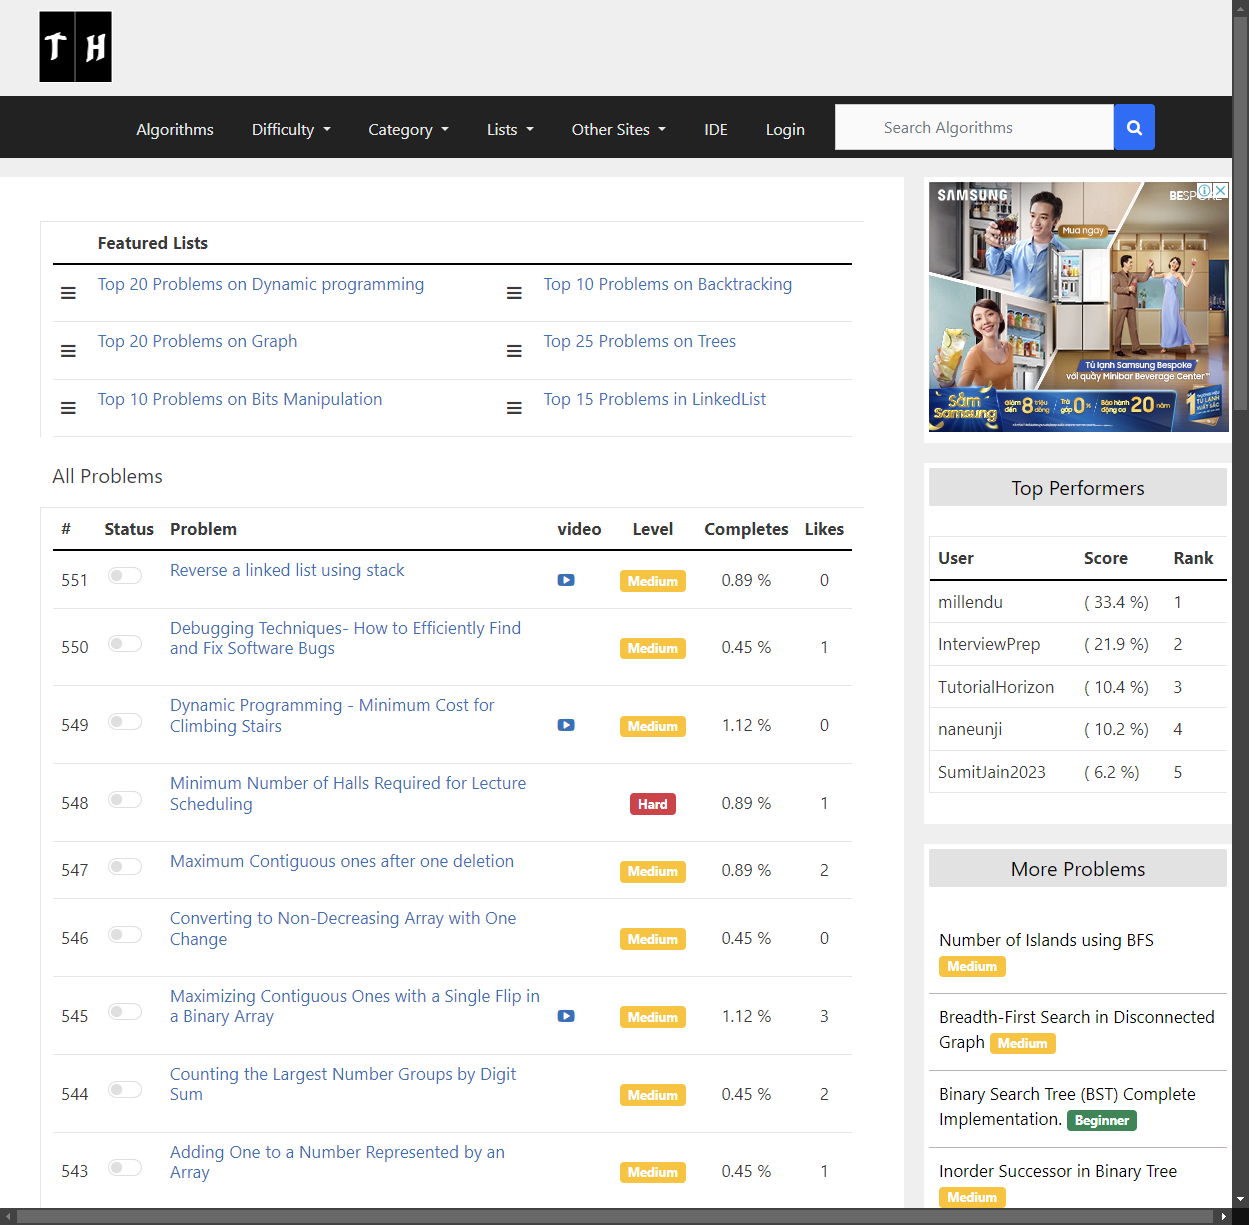 T H
Algorithms Difficulty Category Lists Other Sites IDE Login Search Algorithms
Featured Lists
Top 20 Problems on Dynamic programming Top 10 Problems on Backtracking
Top 20 Problems on Graph Top 25 Problems on Trees
Top 10 Problems on Bits Manipulation Top 15 Problems in LinkedList
All Problems
# Status Problem video Level Completes Likes
551 Reverse a linked list using stack Medium 0.89 % 0
550 Debugging Techniques- How to Efficiently Find
and Fix Software Bugs Medium 0.45 % 1
549 Dynamic Programming - Minimum Cost for
Climbing Stairs Medium 1.12 % 0
548 Minimum Number of Halls Required for Lecture
Scheduling Hard 0.89 % 1
547 Maximum Contiguous ones after one deletion Medium 0.89 % 2
546 Converting to Non-Decreasing Array with One
Change Medium 0.45 % 0
545 Maximizing Contiguous Ones with a Single Flip in
a Binary Array Medium 1.12 % 3
544 Counting the Largest Number Groups by Digit
Sum Medium 0.45 % 2
543 Adding One to a Number Represented by an
Array Medium 0.45 % 1
SAMSUNG
Mua ngay
Tủ lạnh Samsung Bespoke
với quầy Minibar Beverage Center™
Sắm Samsung
giảm đến 8 triệu đồng
Trả góp 0%
Bảo hành động cơ 20 năm
Top Performers
User Score Rank
millendu ( 33.4 %) 1
InterviewPrep ( 21.9 %) 2
TutorialHorizon ( 10.4 %) 3
naneunji ( 10.2 %) 4
SumitJain2023 ( 6.2 %) 5
More Problems
Number of Islands using BFS
Medium
Breadth-First Search in Disconnected
Graph Medium
Binary Search Tree (BST) Complete
Implementation. Beginner
Inorder Successor in Binary Tree
Medium